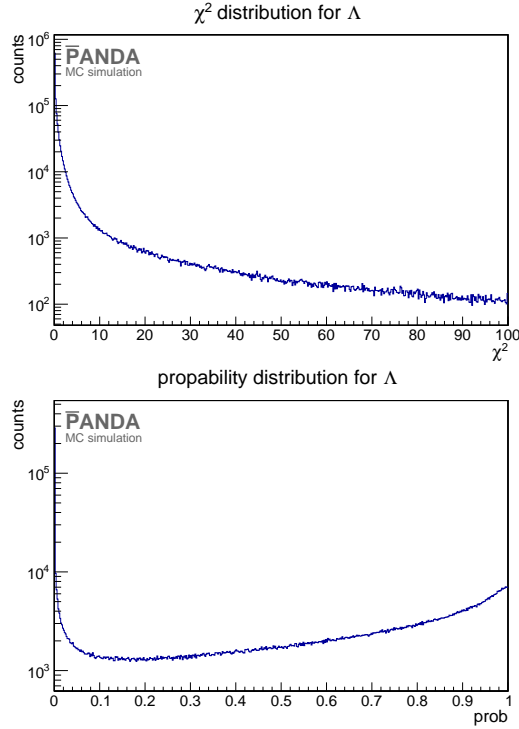 χ² distribution for Λ
counts
10⁶
10⁵
10⁴
10³
10²
P̅ANDA
MC simulation
0 10 20 30 40 50 60 70 80 90 100
χ²
propability distribution for Λ
counts
10⁵
10⁴
10³
P̅ANDA
MC simulation
0 0.1 0.2 0.3 0.4 0.5 0.6 0.7 0.8 0.9 1
prob